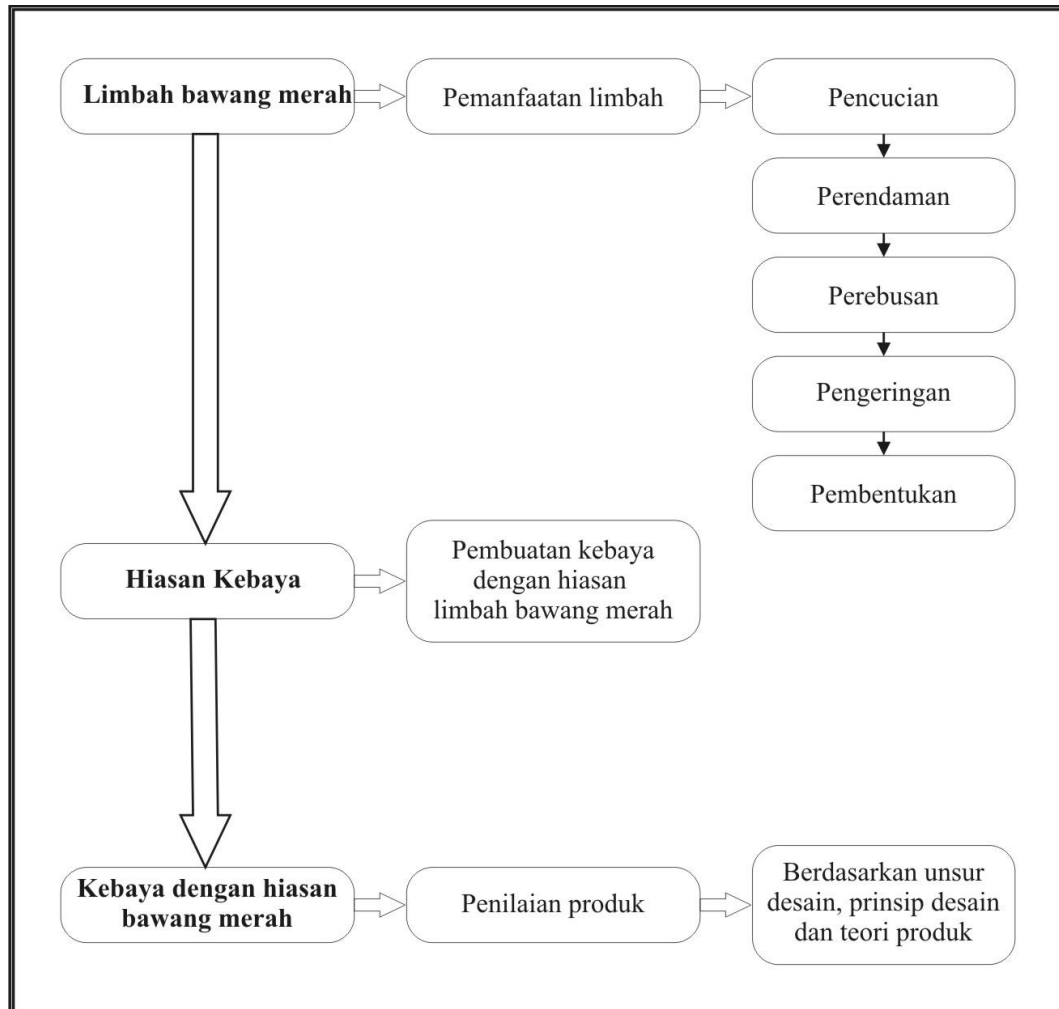 Limbah bawang merah
Pemanfaatan limbah
Pencucian
Perendaman
Perebusan
Pengeringan
Pembentukan
Hiasan Kebaya
Pembuatan kebaya
dengan hiasan
limbah bawang merah
Kebaya dengan hiasan
bawang merah
Penilaian produk
Berdasarkan unsur
desain, prinsip desain
dan teori produk